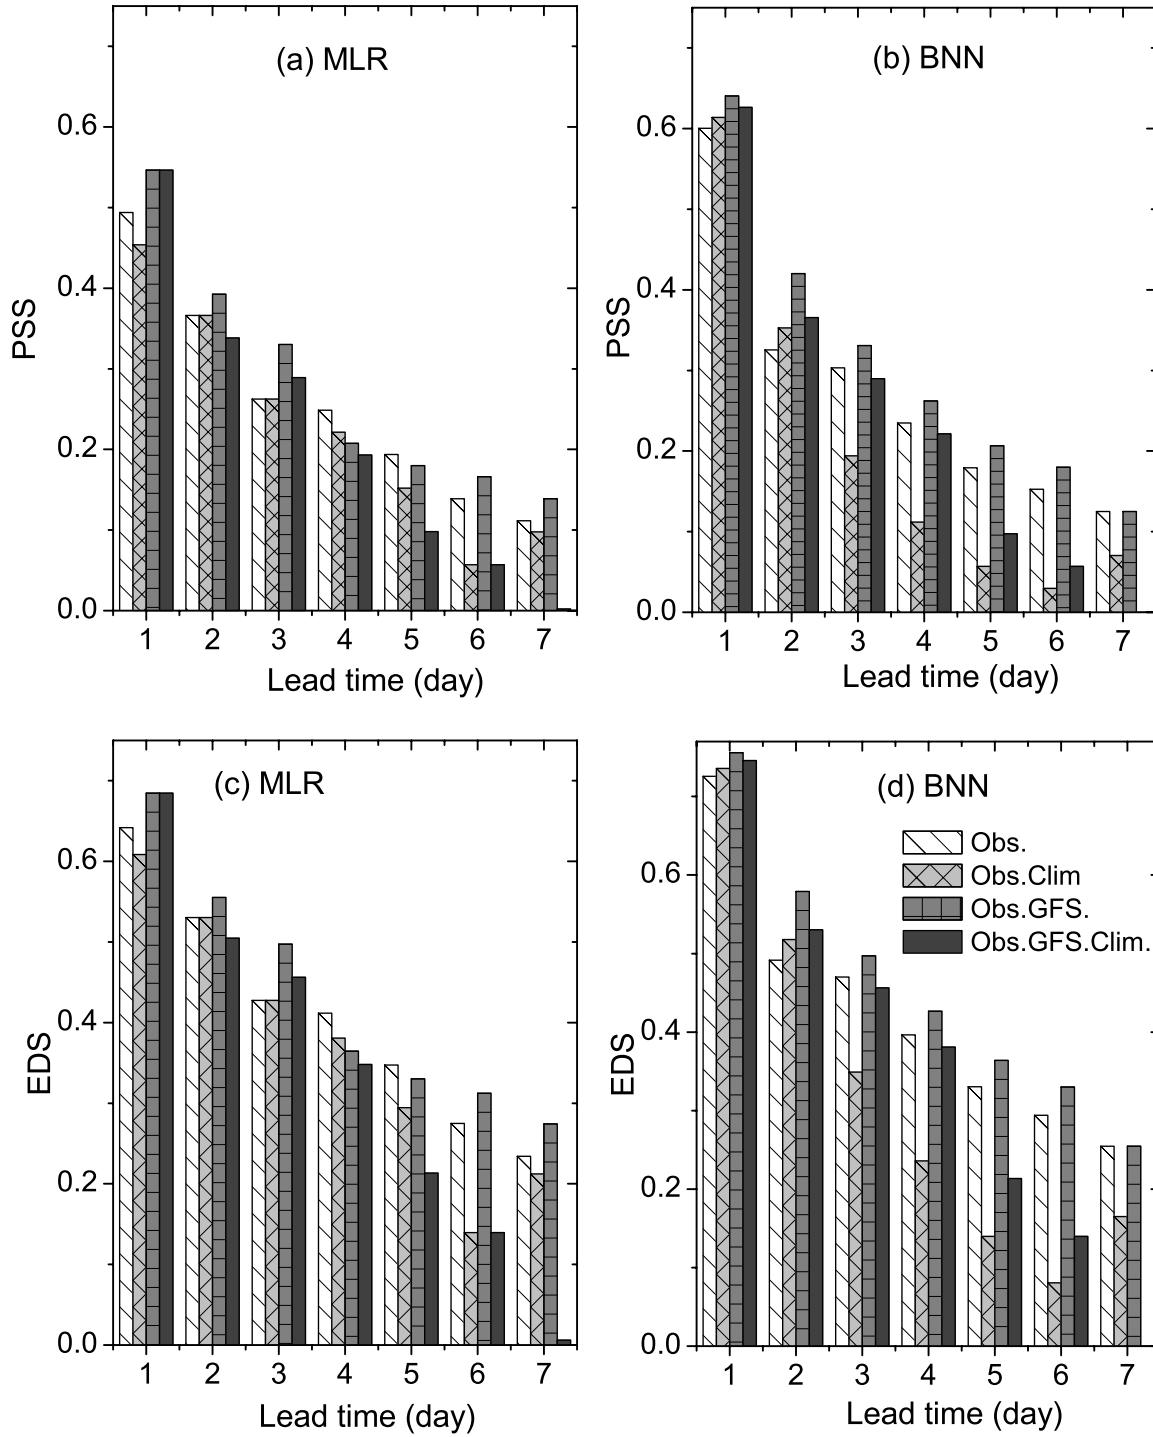 (a) MLR
PSS
0.6
0.4
0.2
0.0
1 2 3 4 5 6 7
Lead time (day)
(b) BNN
PSS
0.6
0.4
0.2
0.0
1 2 3 4 5 6 7
Lead time (day)
(c) MLR
EDS
0.6
0.4
0.2
0.0
1 2 3 4 5 6 7
Lead time (day)
(d) BNN
Obs.
Obs.Clim
Obs.GFS.
Obs.GFS.Clim.
EDS
0.6
0.4
0.2
0.0
1 2 3 4 5 6 7
Lead time (day)